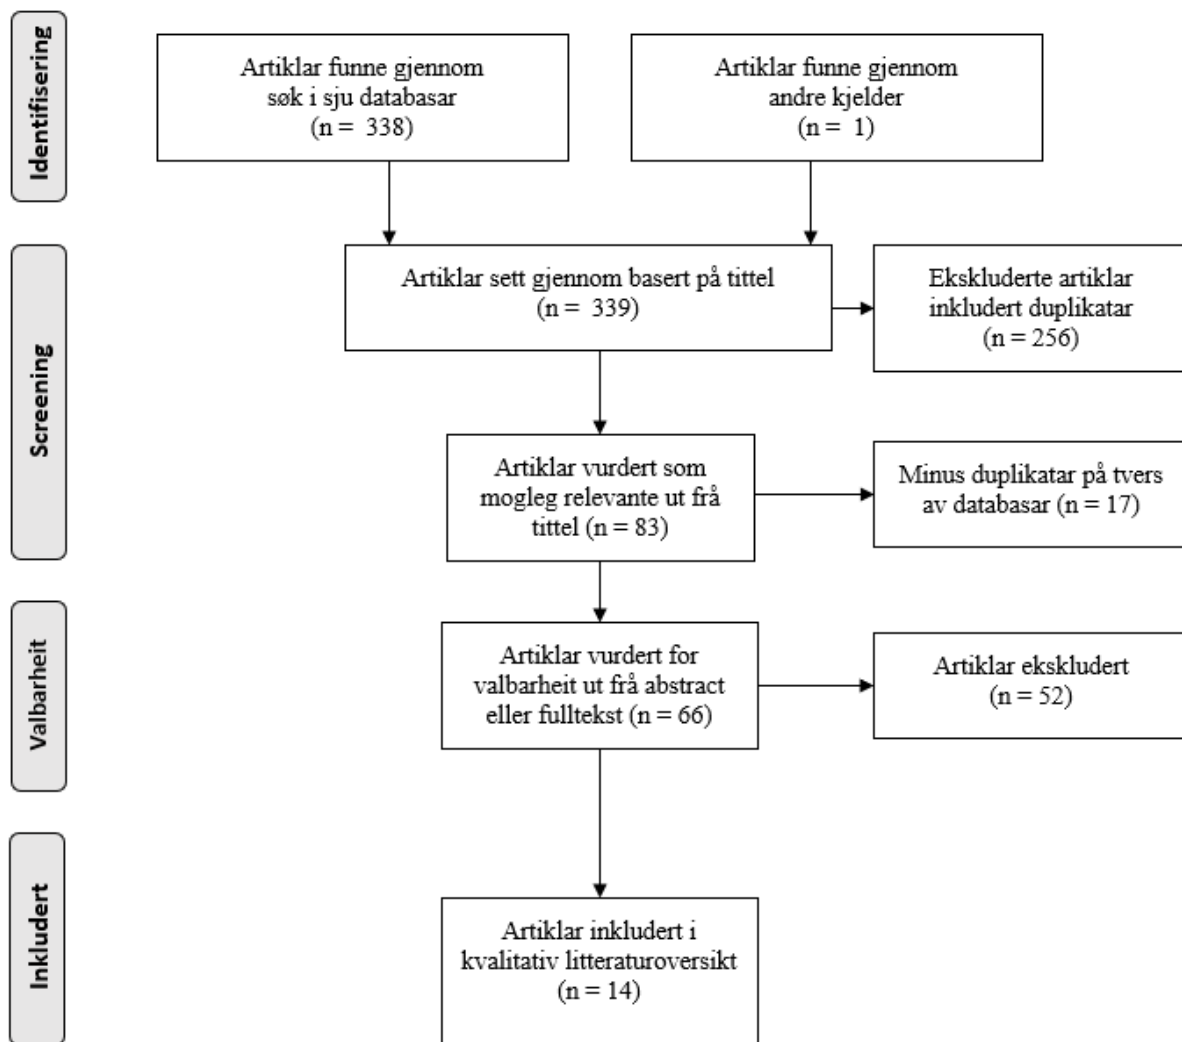 Identifisering
Artiklar funne gjennom
søk i sju databasar
(n = 338)
Artiklar funne gjennom
andre kjelder
(n = 1)
Screening
Artiklar sett gjennom basert på tittel
(n = 339)
Ekskluderte artiklar
inkludert duplikatar
(n = 256)
Artiklar vurdert som
mogleg relevante ut frå
tittel (n = 83)
Minus duplikatar på tvers
av databasar (n = 17)
Valbarheit
Artiklar vurdert for
valbarheit ut frå abstract
eller fulltekst (n = 66)
Artiklar ekskludert
(n = 52)
Inkludert
Artiklar inkludert i
kvalitativ litteraturoversikt
(n = 14)